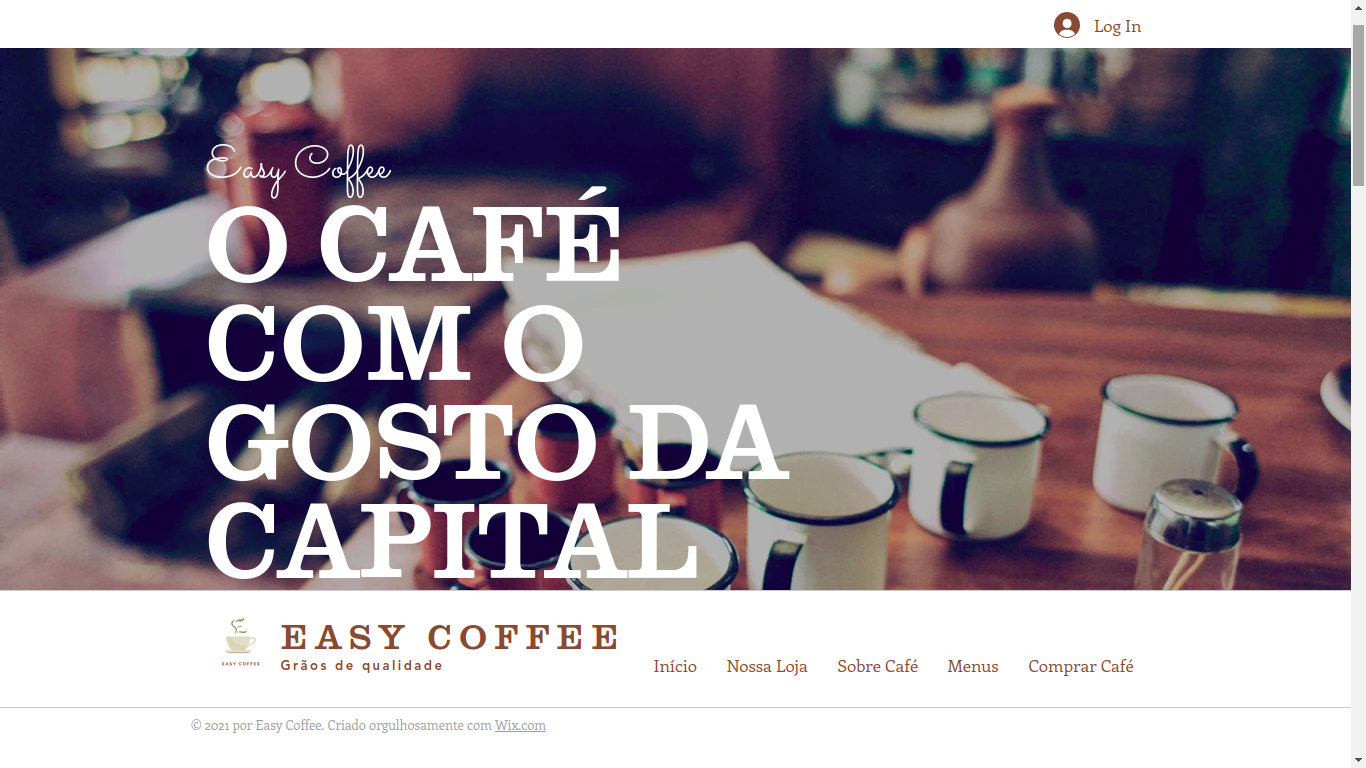 Log In
Easy Coffee
O CAFÉ
COM O
GOSTO DA
CAPITAL
EASY COFFEE
EASY COFFEE
Grãos de qualidade
Início Nossa Loja Sobre Café Menus Comprar Café
© 2021 por Easy Coffee. Criado orgulhosamente com Wix.com